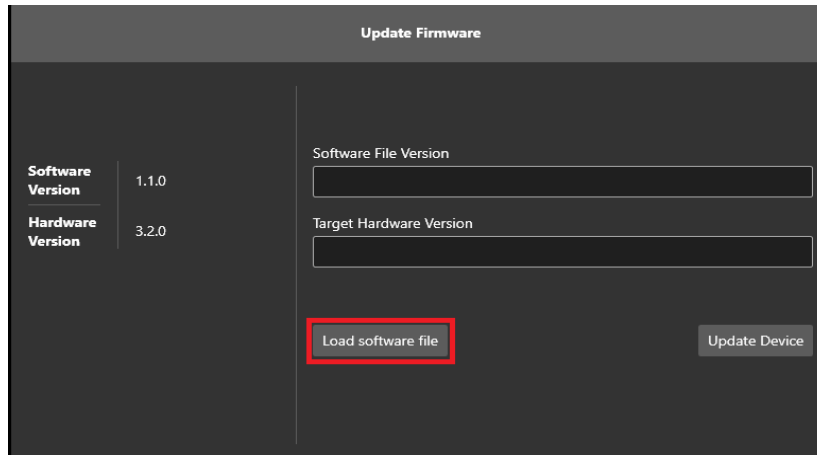 Update Firmware
Software
Version
1.1.0
Hardware
Version
3.2.0
Software File Version
Target Hardware Version
Load software file
Update Device